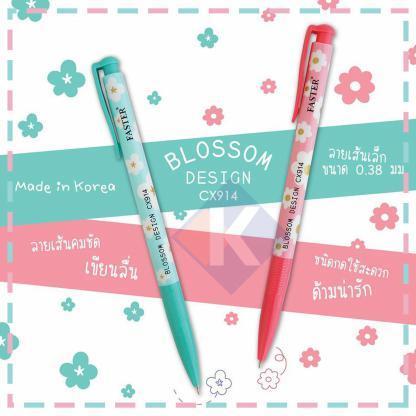 BLOSSOM
DESIGN
CX914
Made in Korea
ลายเส้นเล็ก
ขนาด 0.38 มม
ลายเส้นคมชัด
เขียนลื่น
ชนิดกดใช้สะดวก
ด้ามน่ารัก
FASTER
BLOSSOM DESIGN CX914
FASTER
BLOSSOM DESIGN CX914
K